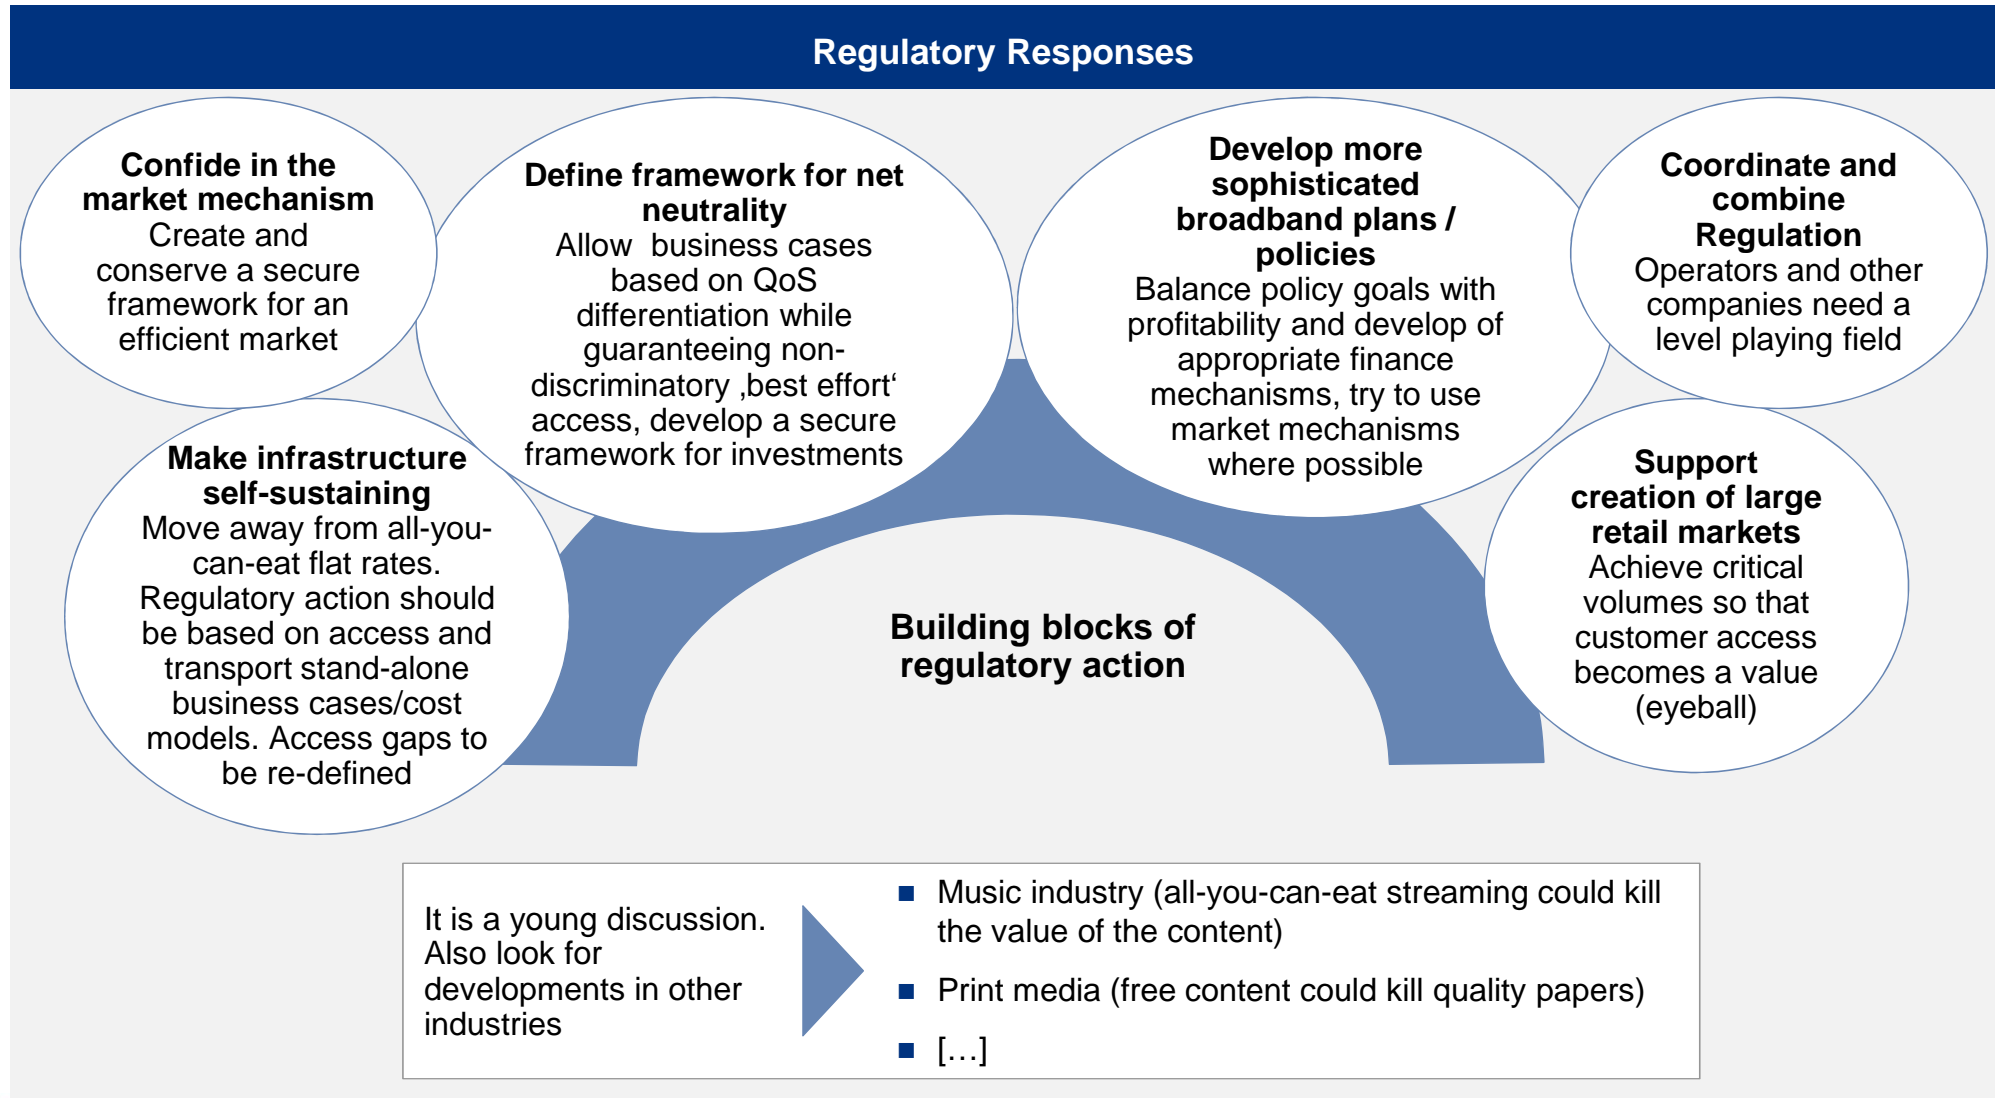 Regulatory Responses
Confide in the
market mechanism
Create and
conserve a secure
framework for an
efficient market
Define framework for net
neutrality
Allow  business cases
based on QoS
differentiation while
guaranteeing non-
discriminatory ‚best effort‘
access, develop a secure
framework for investments
Develop more
sophisticated
broadband plans /
policies
Balance policy goals with
profitability and develop of
appropriate finance
mechanisms, try to use
market mechanisms
where possible
Coordinate and
combine
Regulation
Operators and other
companies need a
level playing field
Make infrastructure
self-sustaining
Move away from all-you-
can-eat flat rates.
Regulatory action should
be based on access and
transport stand-alone
business cases/cost
models. Access gaps to
be re-defined
Support
creation of large
retail markets
Achieve critical
volumes so that
customer access
becomes a value
(eyeball)
Building blocks of
regulatory action
It is a young discussion.
Also look for
developments in other
industries
■ Music industry (all-you-can-eat streaming could kill
the value of the content)
■ Print media (free content could kill quality papers)
■ […]